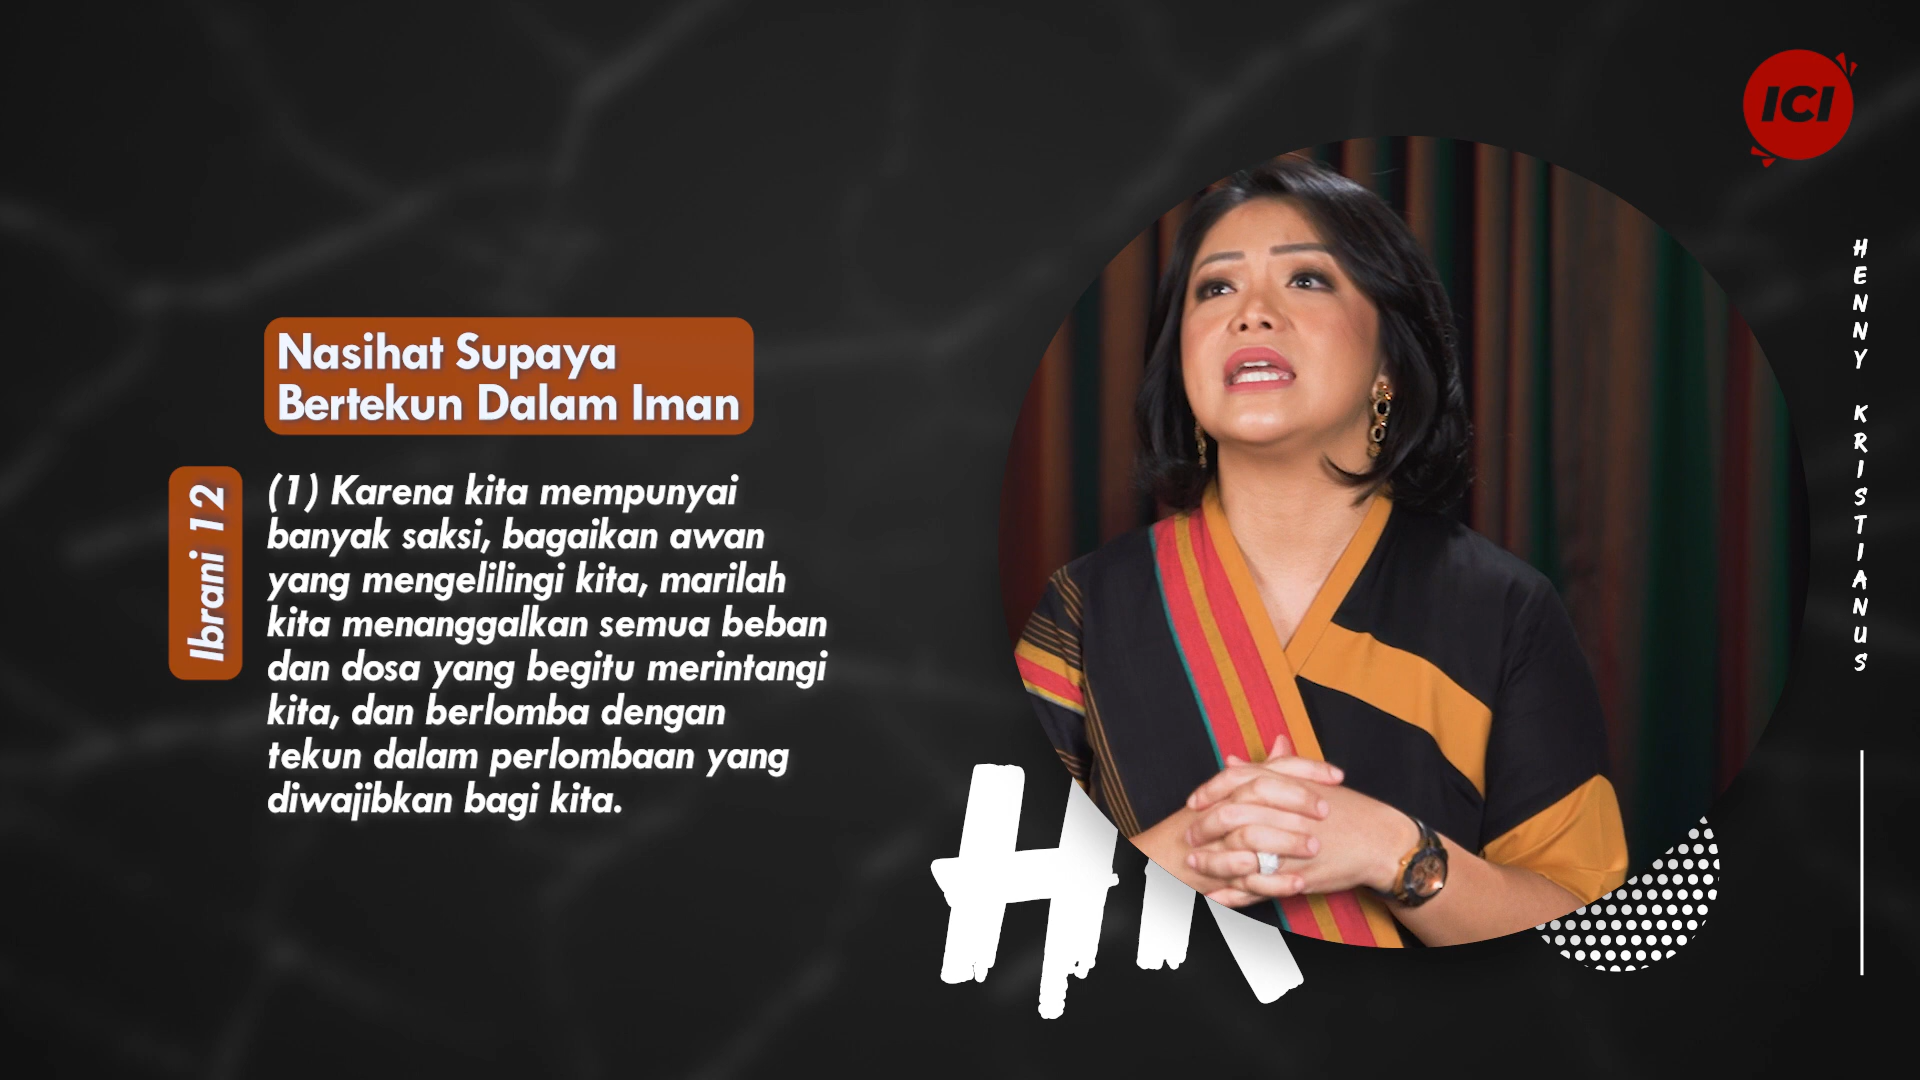 ICI
Nasihat Supaya
Bertekun Dalam Iman
Ibrani 12
(1) Karena kita mempunyai
banyak saksi, bagaikan awan
yang mengelilingi kita, marilah
kita menanggalkan semua beban
dan dosa yang begitu merintangi
kita, dan berlomba dengan
tekun dalam perlombaan yang
diwajibkan bagi kita.
HENNY KRISTIANUS
HK